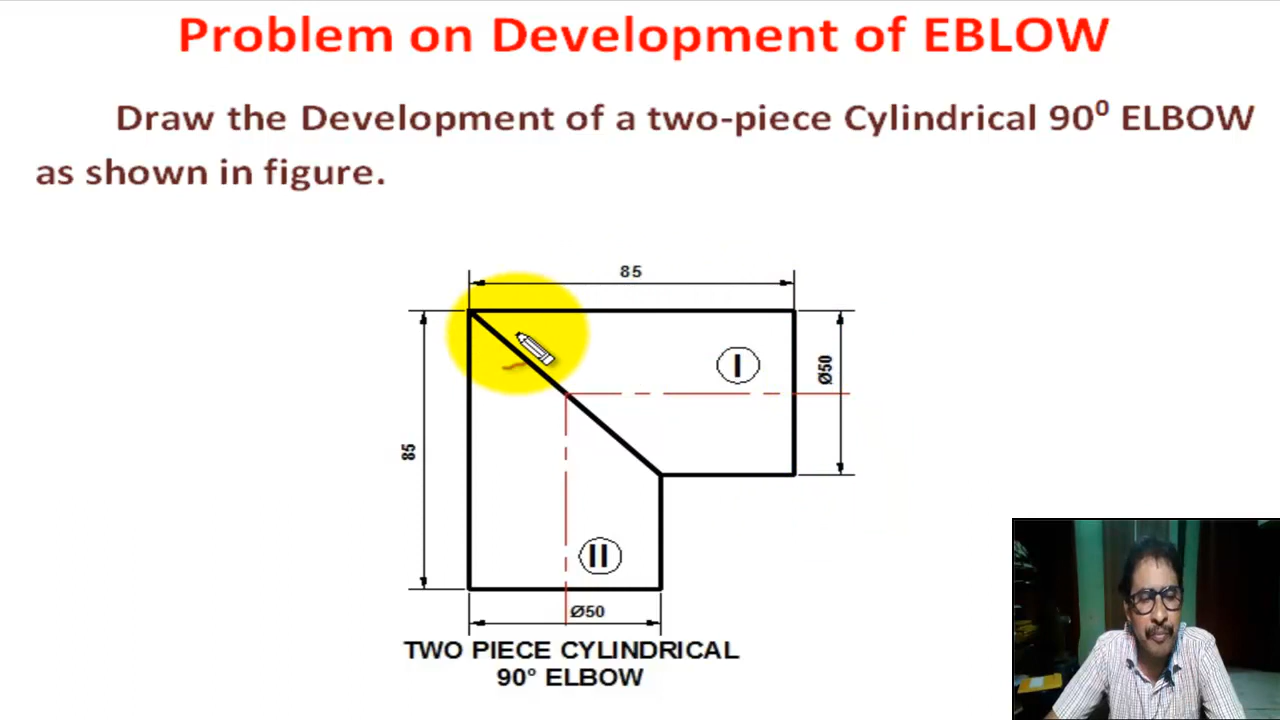 Problem on Development of EBLOW
Draw the Development of a two-piece Cylindrical 90⁰ ELBOW
as shown in figure.
85
85
I
Ø50
II
Ø50
TWO PIECE CYLINDRICAL
90° ELBOW